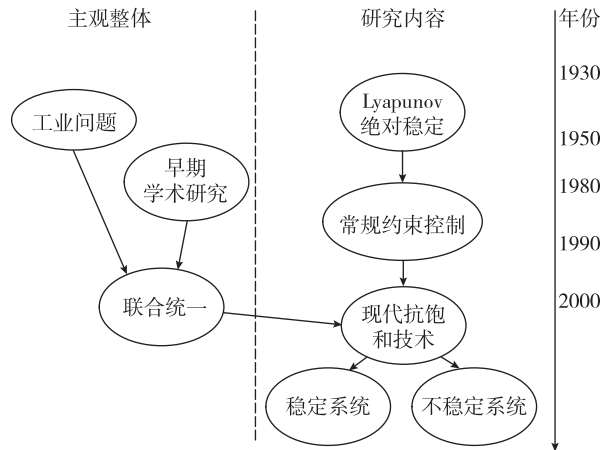 主观整体
研究内容
年份
1930
Lyapunov
绝对稳定
工业问题
1950
早期
学术研究
1980
常规约束控制
1990
2000
联合统一
现代抗饱
和技术
稳定系统
不稳定系统